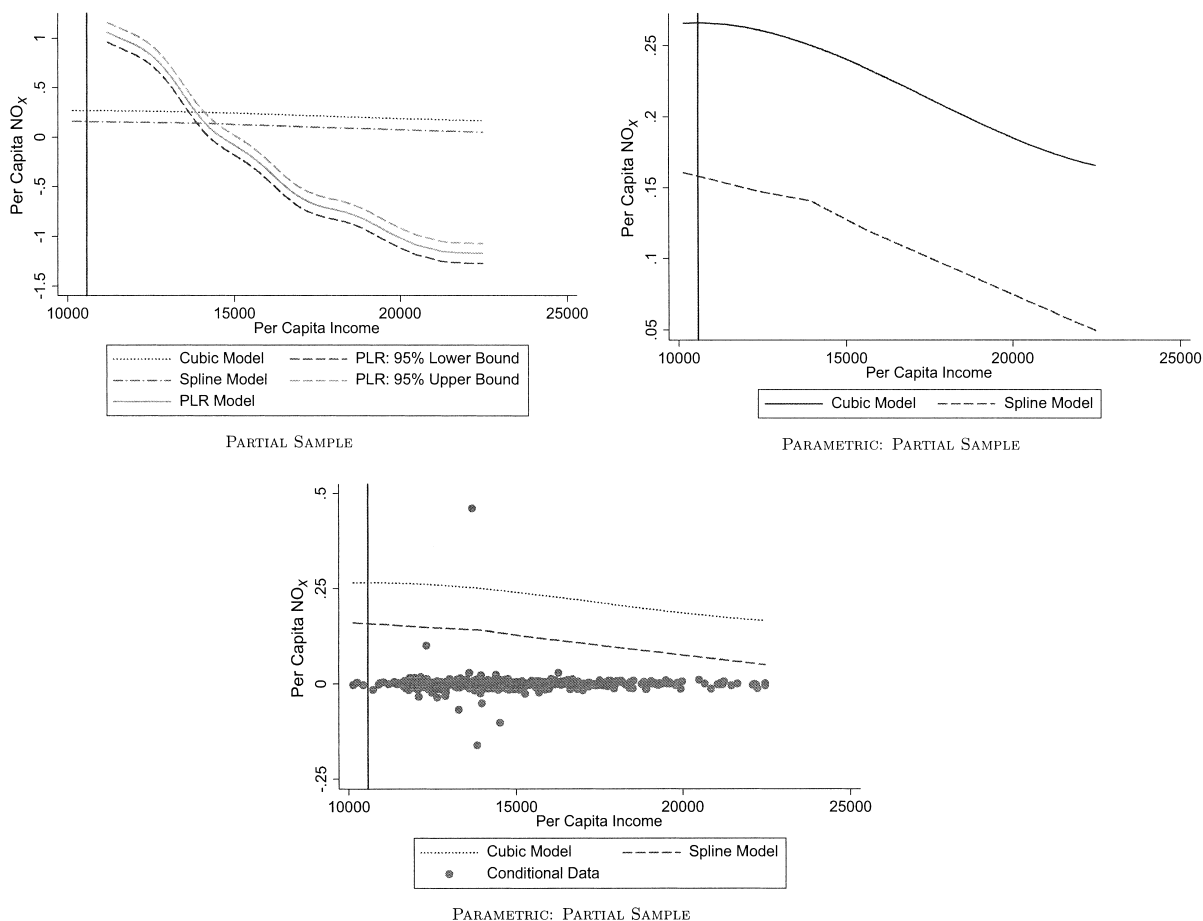 Per Capita NOX
1
.5
0
-.5
-1
-1.5
10000 15000 20000 25000
Per Capita Income
Cubic Model PLR: 95% Lower Bound
Spline Model PLR: 95% Upper Bound
PLR Model
PARTIAL SAMPLE
Per Capita NOX
.25
.2
.15
.1
.05
10000 15000 20000 25000
Per Capita Income
Cubic Model Spline Model
PARAMETRIC: PARTIAL SAMPLE
Per Capita NOX
.5
.25
0
-.25
10000 15000 20000 25000
Per Capita Income
Cubic Model Spline Model
Conditional Data
PARAMETRIC: PARTIAL SAMPLE